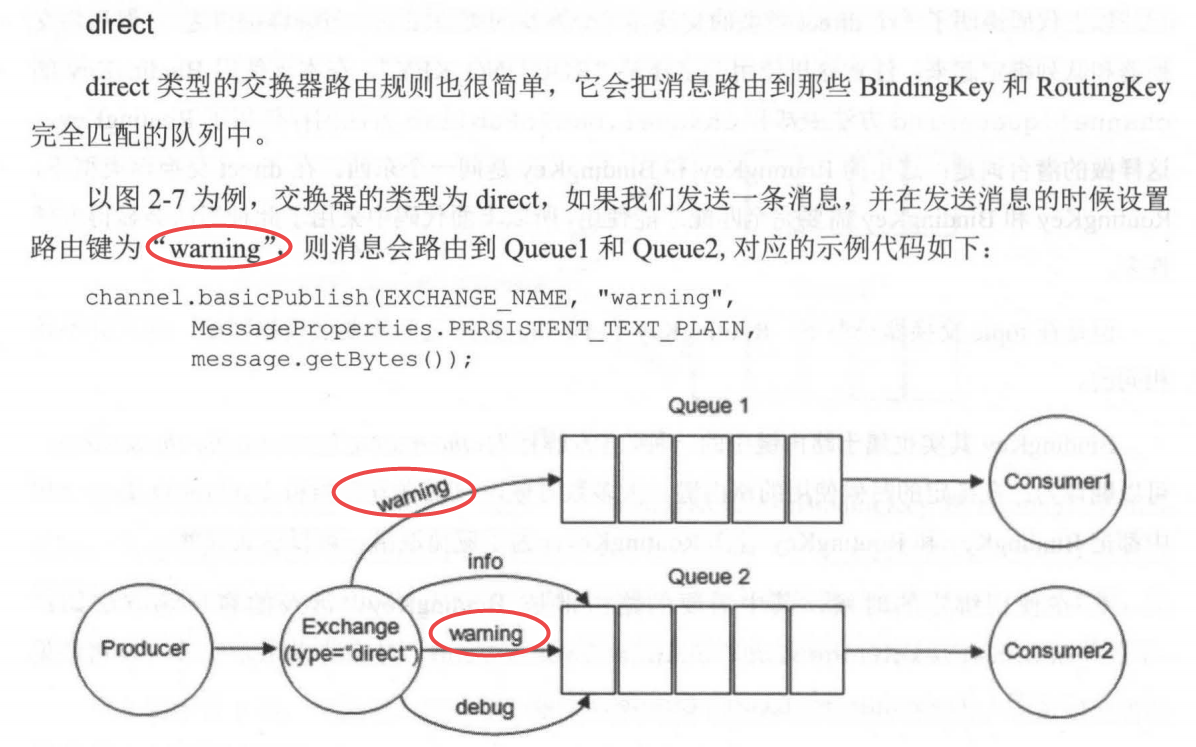 direct
direct 类型的交换器路由规则也很简单，它会把消息路由到那些 BindingKey 和 RoutingKey
完全匹配的队列中。
以图 2-7 为例，交换器的类型为 direct，如果我们发送一条消息，并在发送消息的时候设置
路由键为“warning”，则消息会路由到 Queue1 和 Queue2, 对应的示例代码如下：
channel.basicPublish(EXCHANGE_NAME, "warning",
MessageProperties.PERSISTENT_TEXT_PLAIN,
message.getBytes());
Queue 1
warning
Consumer1
info
Queue 2
Producer
Exchange
(type="direct")
warning
Consumer2
debug